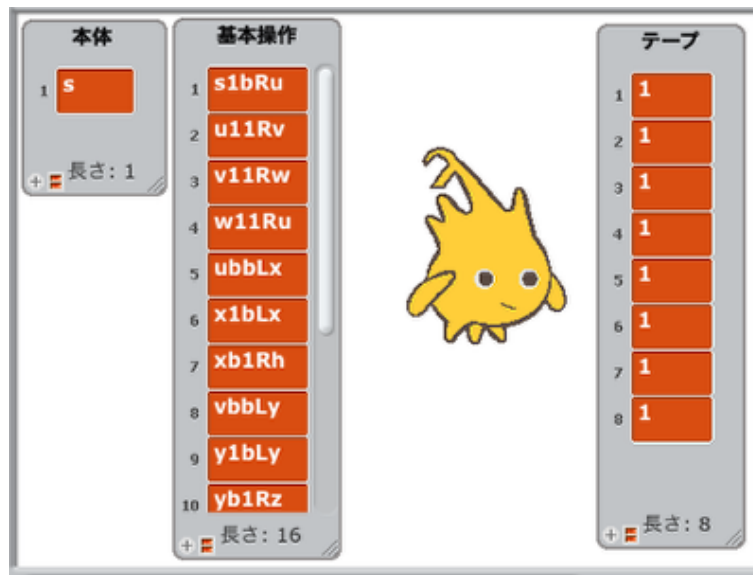 本体
1 s
+ 長さ: 1
基本操作
1 s1bRu
2 u11Rv
3 v11Rw
4 w11Ru
5 ubbLx
6 x1bLx
7 xb1Rh
8 vbbLy
9 y1bLy
10 yb1Rz
+ 長さ: 16
テープ
1 1
2 1
3 1
4 1
5 1
6 1
7 1
8 1
+ 長さ: 8